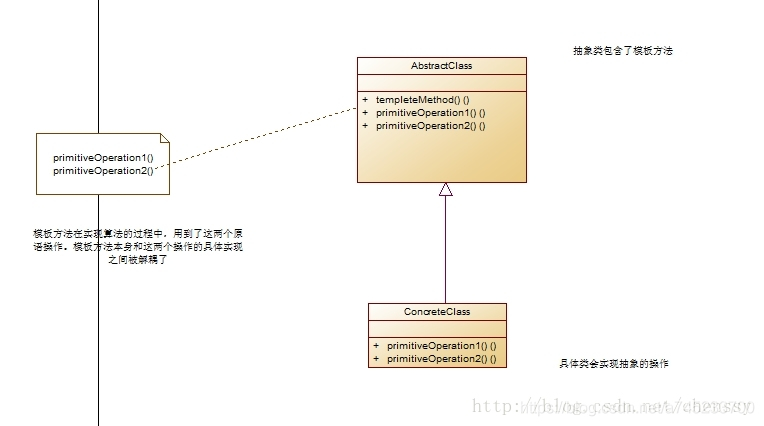 抽象类包含了模板方法
AbstractClass
+ templeteMethod() ()
+ primitiveOperation1() ()
+ primitiveOperation2() ()
primitiveOperation1()
primitiveOperation2()
模板方法在实现算法的过程中，用到了这两个原
语操作。模板方法本身和这两个操作的具体实现
之间被解耦了
ConcreteClass
+ primitiveOperation1() ()
+ primitiveOperation2() ()
具体类会实现抽象的操作
http://blog.csdn.net/chenssy